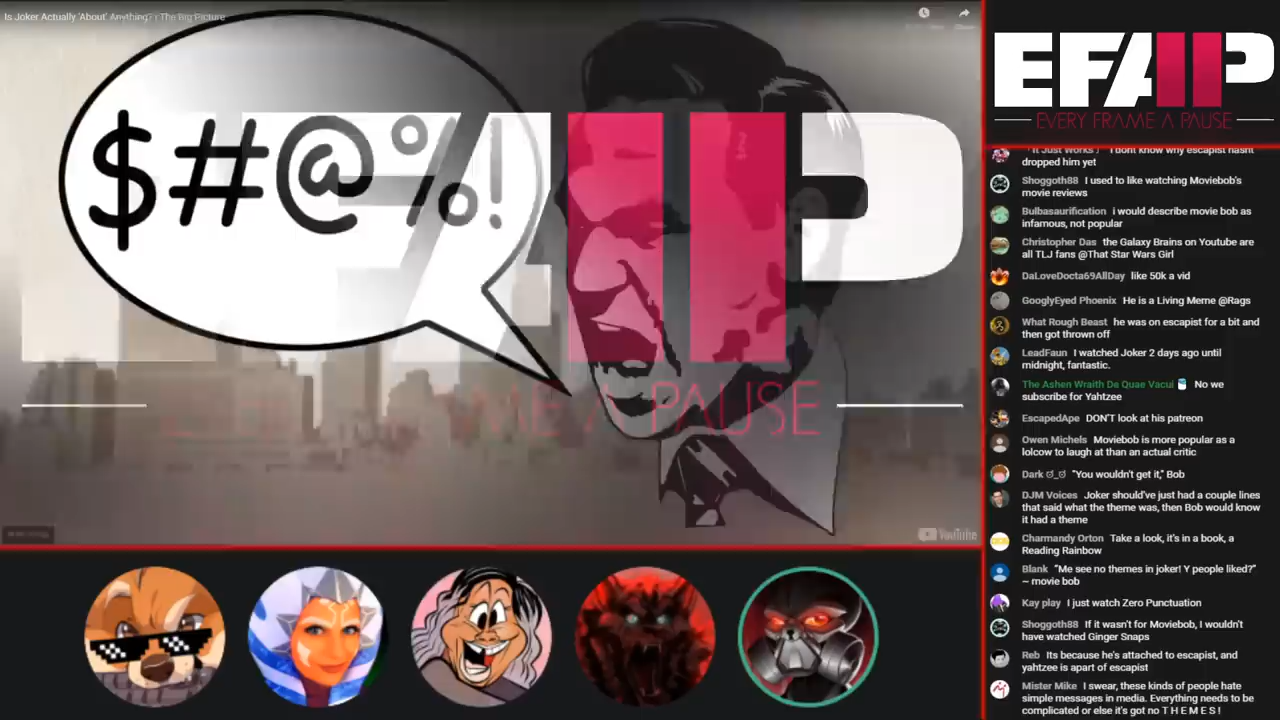 Is Joker Actually 'About' Anything? | The Big Picture
$#@%!
YouTube
EFAP
EVERY FRAME A PAUSE
dropped him yet
Shoggoth88 I used to like watching Moviebob's
movie reviews
Bulbasaurification i would describe movie bob as
infamous, not popular
Christopher Das the Galaxy Brains on Youtube are
all TLJ fans @That Star Wars Girl
DaLoveDocta69AllDay like 50k a vid
GooglyEyed Phoenix He is a Living Meme @Rags
What Rough Beast he was on escapist for a bit and
then got thrown off
LeadFaun I watched Joker 2 days ago until
midnight, fantastic.
The Ashen Wraith De Quae Vacui No we
subscribe for Yahtzee
EscapedApe DON'T look at his patreon
Owen Michels Moviebob is more popular as a
lolcow to laugh at than an actual critic
Dark ಠ_ಠ "You wouldn't get it," Bob
DJM Voices Joker should've just had a couple lines
that said what the theme was, then Bob would know
it had a theme
Charmandy Orton Take a look, it's in a book, a
Reading Rainbow
Blank "Me see no themes in joker! Y people liked?"
~ movie bob
Kay play I just watch Zero Punctuation
Shoggoth88 If it wasn't for Moviebob, I wouldn't
have watched Ginger Snaps
Reb Its because he's attached to escapist, and
yahtzee is apart of escapist
Mister Mike I swear, these kinds of people hate
simple messages in media. Everything needs to be
complicated or else it's got no T H E M E S !